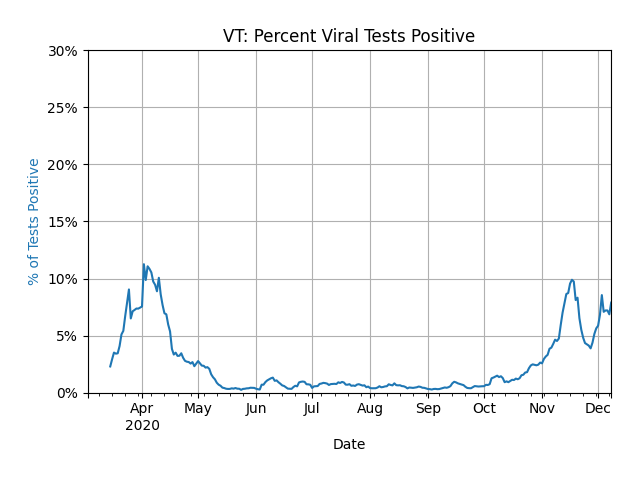 VT: Percent Viral Tests Positive
30%
25%
20%
15%
10%
5%
0%
% of Tests Positive
Apr May Jun Jul Aug Sep Oct Nov Dec
2020
Date